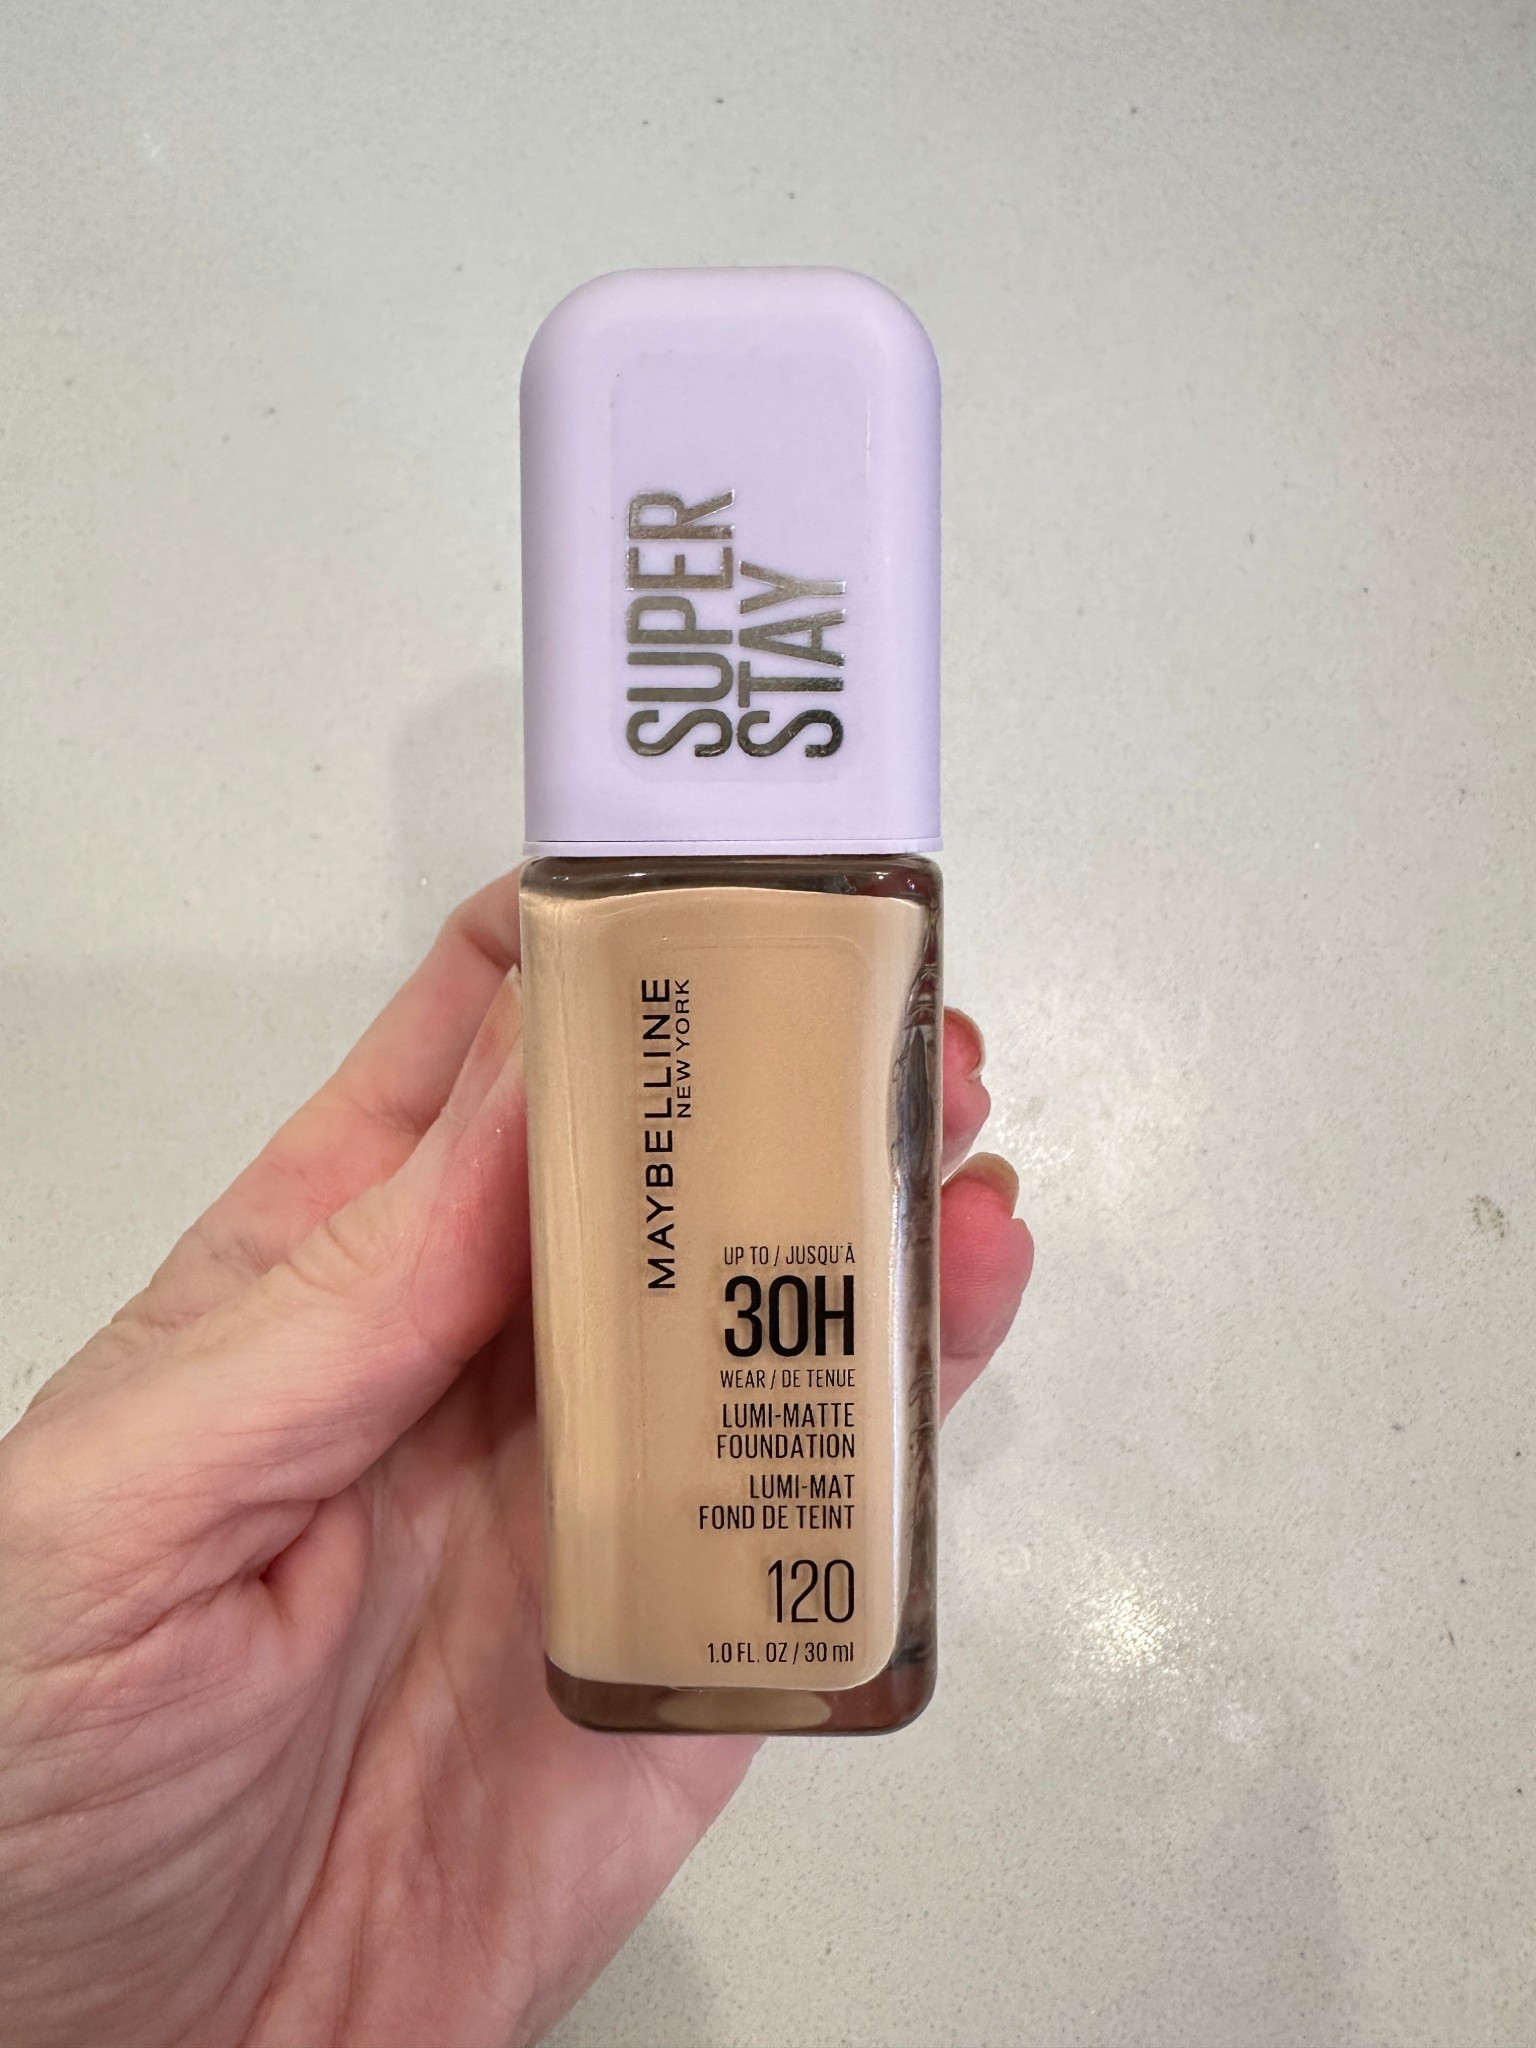 SUPER
STAY
MAYBELLINE
NEW YORK
UP TO / JUSQU'À
30H
WEAR / DE TENUE
LUMI-MATTE
FOUNDATION
LUMI-MAT
FOND DE TEINT
120
1.0 FL. OZ / 30 ml